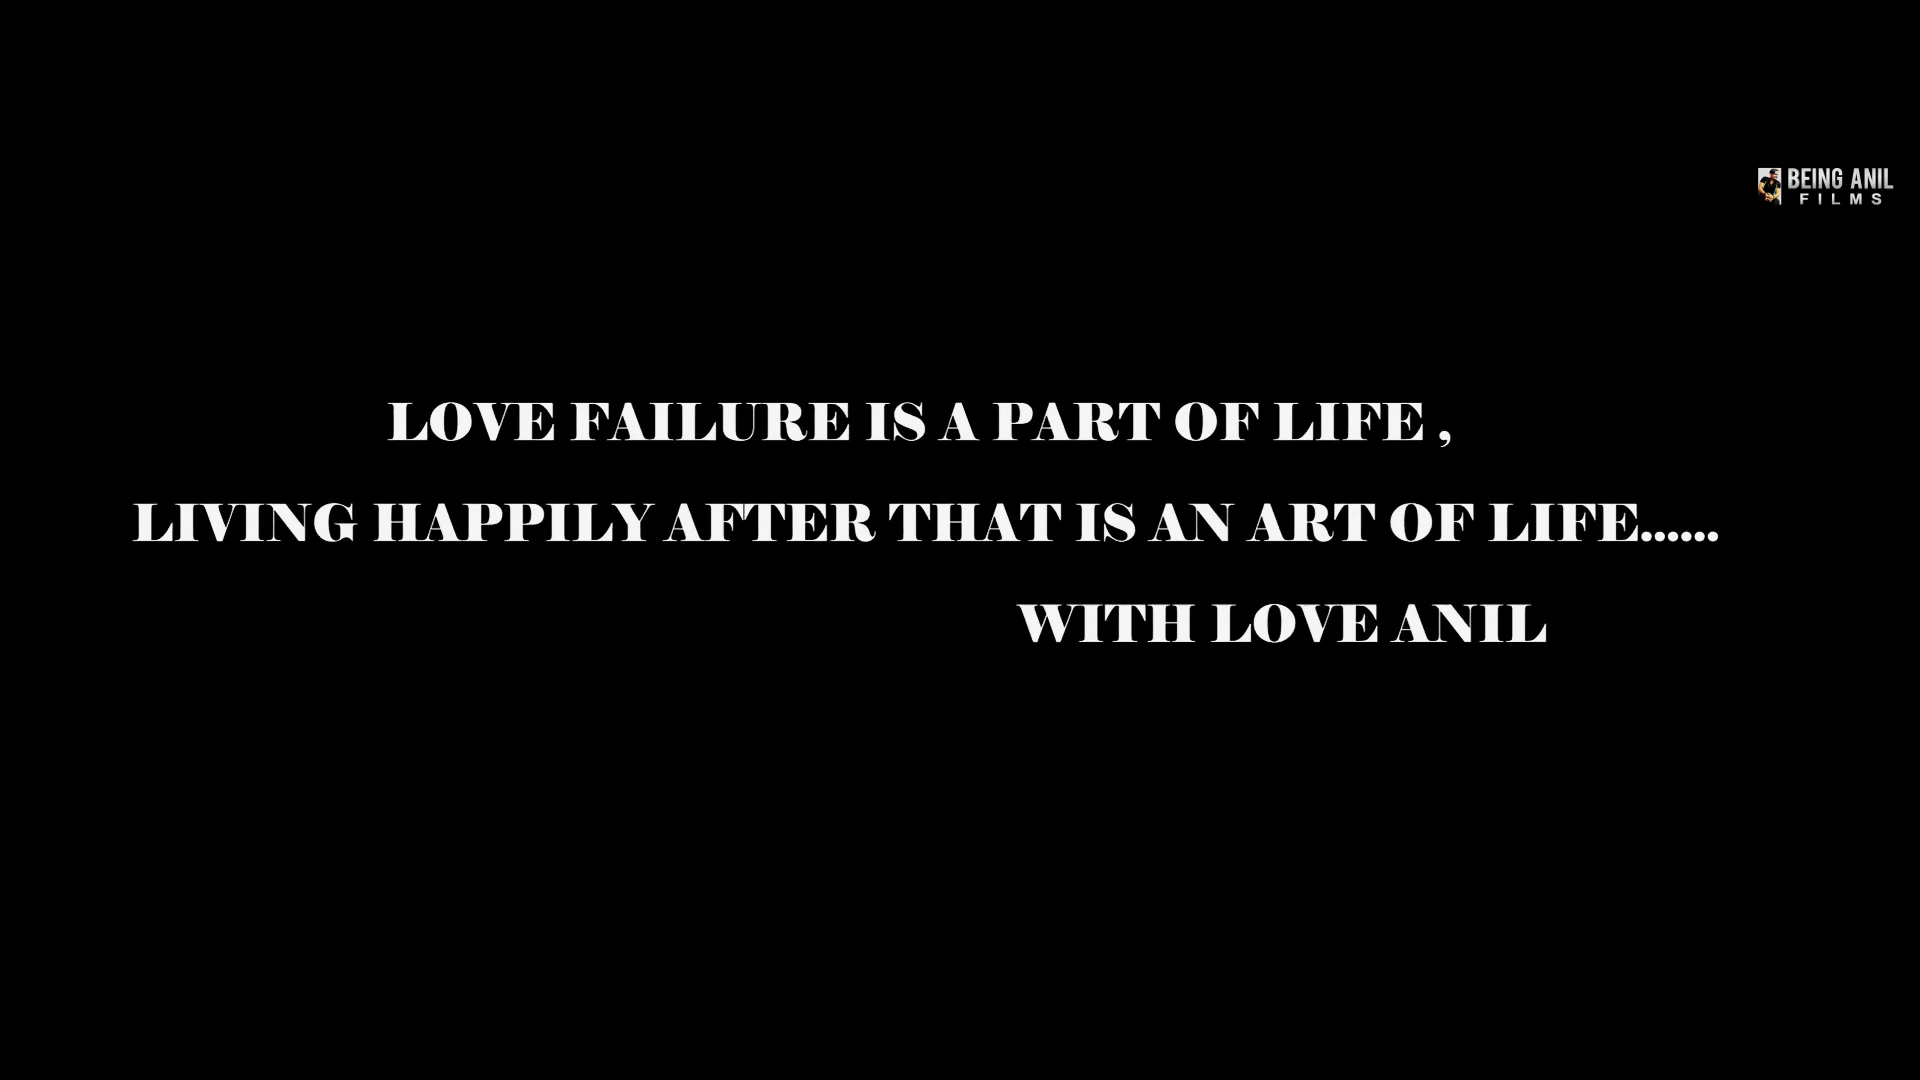 BEING ANIL
FILMS
LOVE FAILURE IS A PART OF LIFE ,
LIVING HAPPILY AFTER THAT IS AN ART OF LIFE......
WITH LOVE ANIL